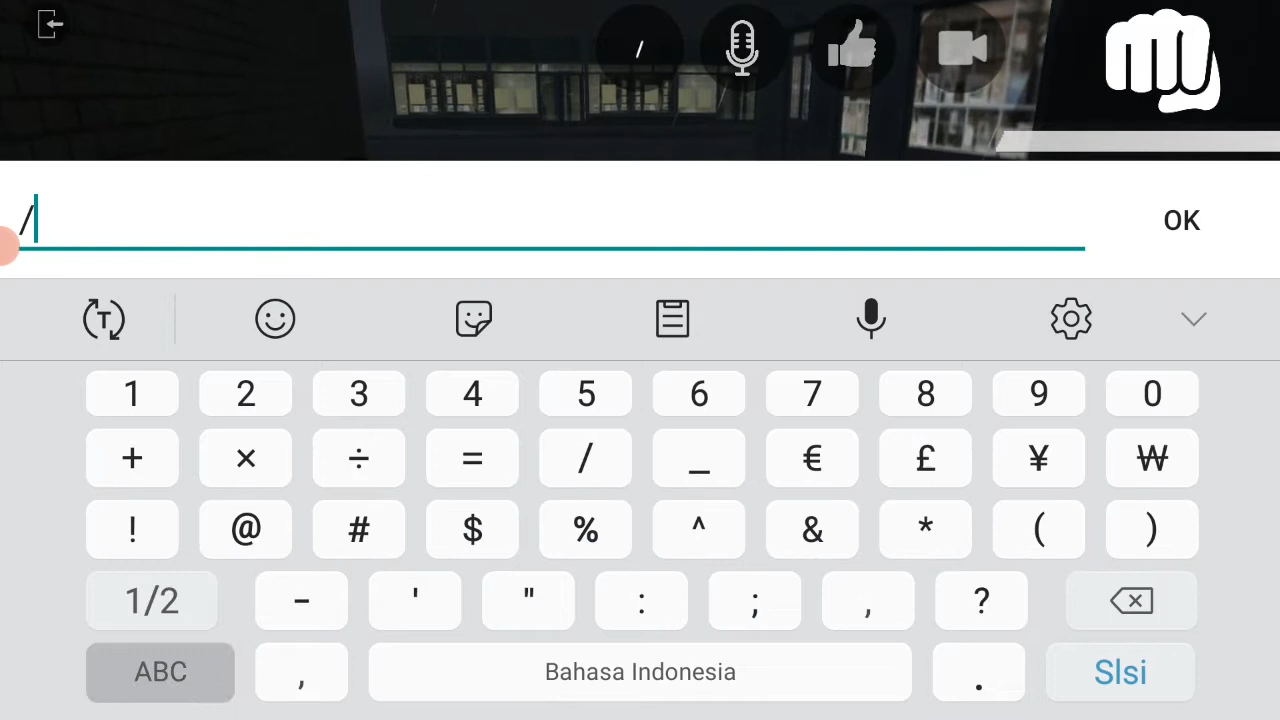 /
/
OK
T
1 2 3 4 5 6 7 8 9 0
+ × ÷ = / _ € £ ¥ ₩
! @ # $ % ^ & * ( )
1/2 - ' " : ; , ?
ABC , Bahasa Indonesia . Slsi